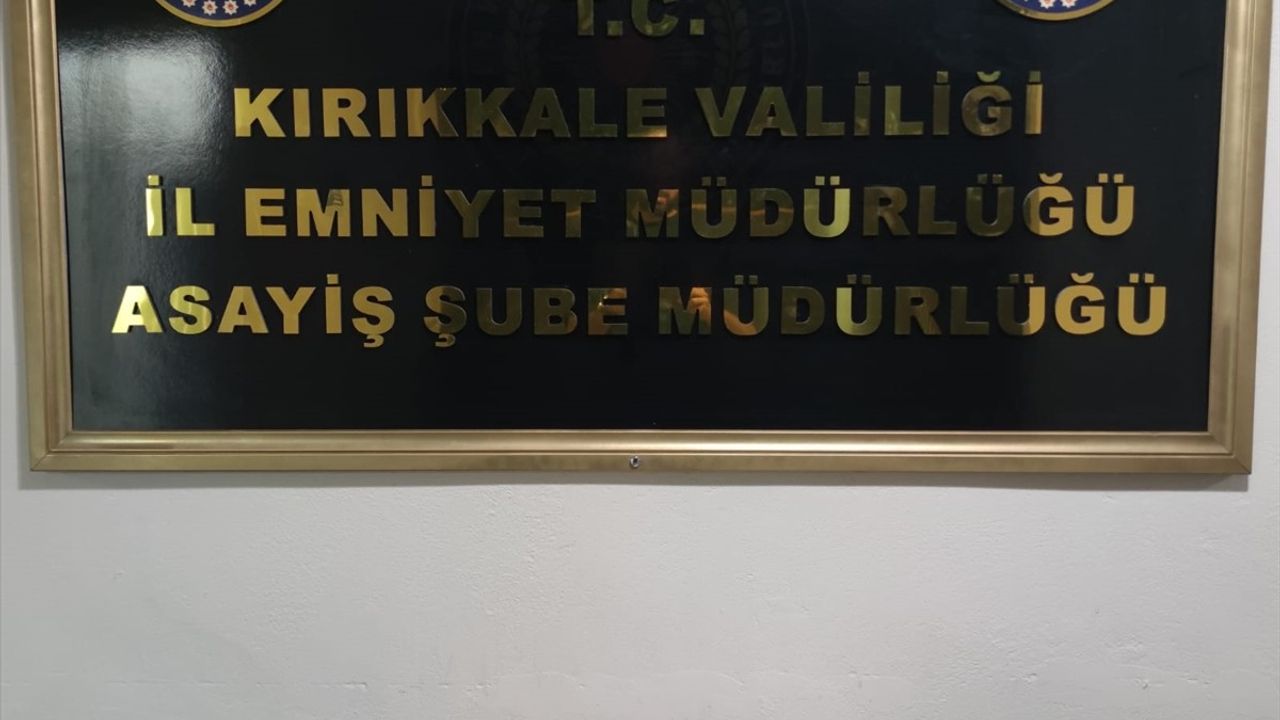 T.C.
KIRIKKALE VALİLİĞİ
İL EMNİYET MÜDÜRLÜĞÜ
ASAYİŞ ŞUBE MÜDÜRLÜĞÜ